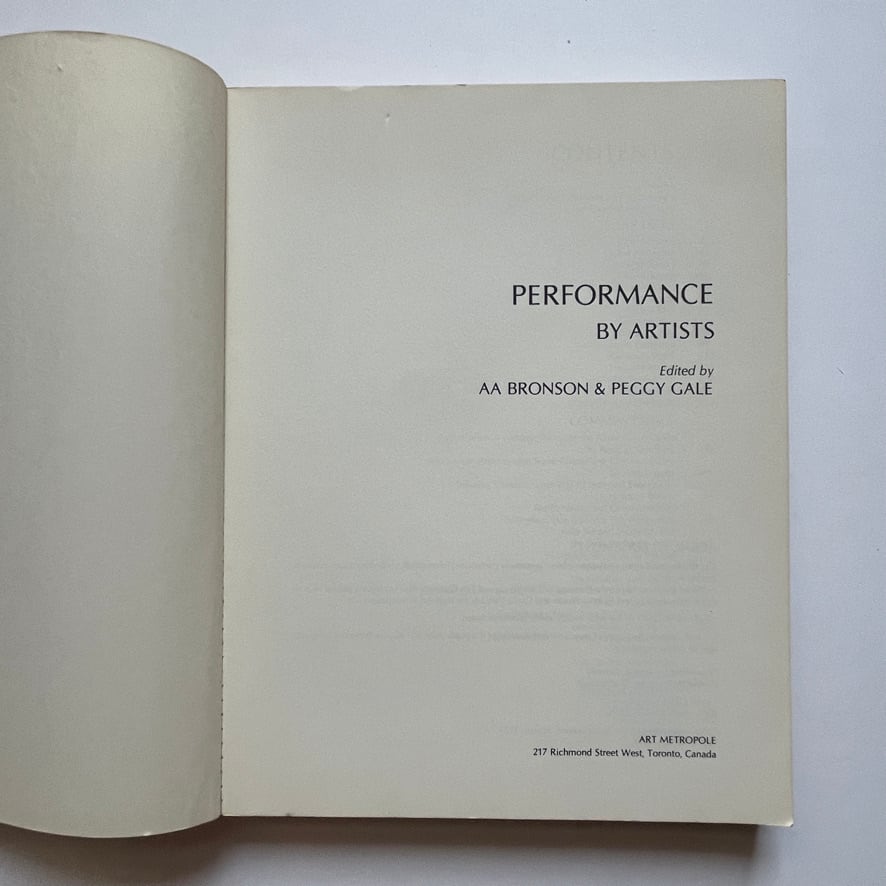 PERFORMANCE
BY ARTISTS
Edited by
AA BRONSON & PEGGY GALE
ART METROPOLE
217 Richmond Street West, Toronto, Canada